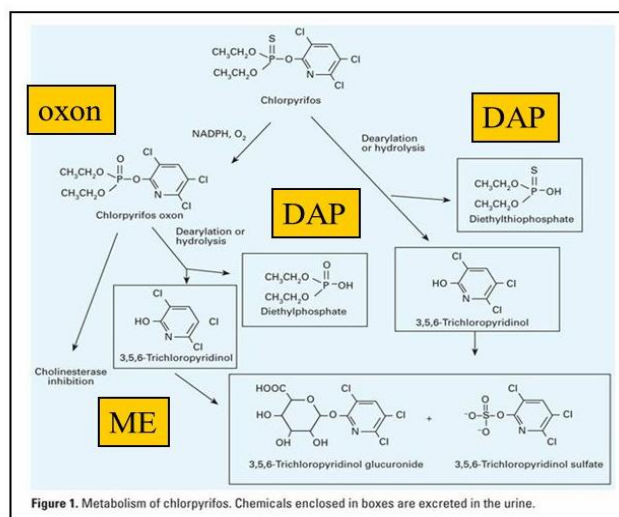 S
CH₃CH₂O
P
O
CH₃CH₂O
Cl
Cl
N
Cl
Chlorpyrifos
oxon
NADPH, O₂
Dearylation
or hydrolysis
DAP
O
CH₃CH₂O
P
O
CH₃CH₂O
Cl
Cl
N
Cl
Chlorpyrifos oxon
S
CH₃CH₂O
P
OH
CH₃CH₂O
Diethylthiophosphate
DAP
Dearylation or
hydrolysis
O
CH₃CH₂O
P
OH
CH₃CH₂O
Diethylphosphate
Cl
HO
Cl
N
Cl
3,5,6-Trichloropyridinol
Cl
HO
Cl
N
Cl
3,5,6-Trichloropyridinol
Cholinesterase
inhibition
ME
HOOC
O
HO
OH
OH
O
Cl
Cl
N
Cl
3,5,6-Trichloropyridinol glucuronide
+
O
⁻O
S
O
O⁻
Cl
Cl
N
Cl
3,5,6-Trichloropyridinol sulfate
Figure 1. Metabolism of chlorpyrifos. Chemicals enclosed in boxes are excreted in the urine.